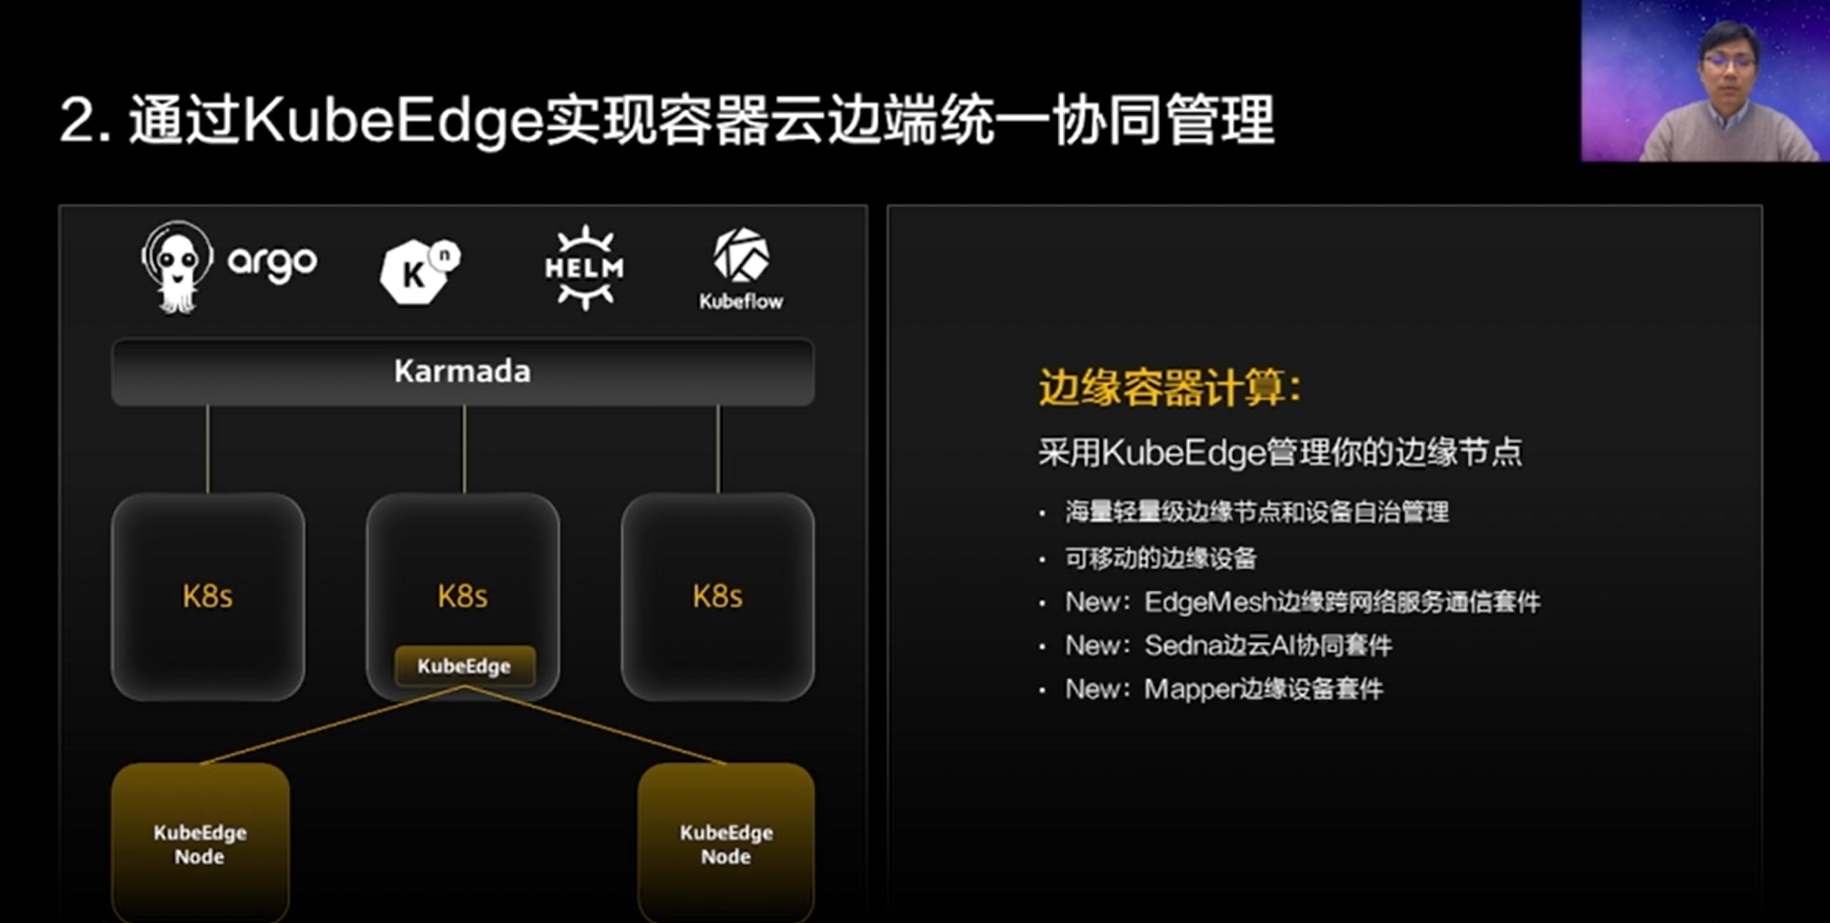 2. 通过KubeEdge实现容器云边端统一协同管理
argo
K n
HELM
Kubeflow
Karmada
K8s
K8s
K8s
KubeEdge
KubeEdge
Node
KubeEdge
Node
边缘容器计算：
采用KubeEdge管理你的边缘节点
· 海量轻量级边缘节点和设备自治管理
· 可移动的边缘设备
· New：EdgeMesh边缘跨网络服务通信套件
· New：Sedna边云AI协同套件
· New：Mapper边缘设备套件